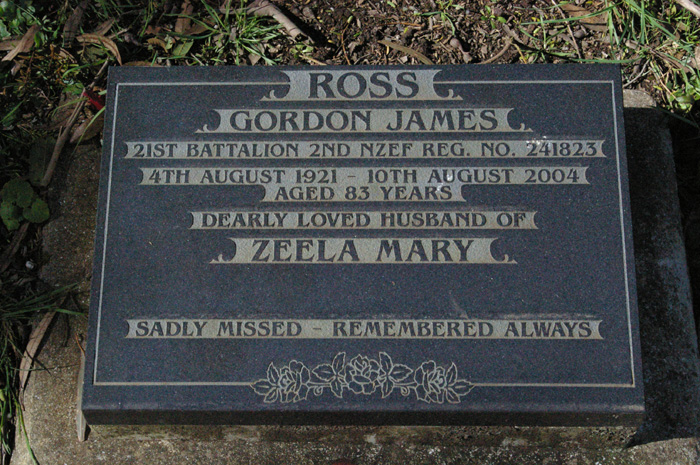 ROSS
GORDON JAMES
21ST BATTALION 2ND NZEF REG. NO. 241823
4TH AUGUST 1921 - 10TH AUGUST 2004
AGED 83 YEARS
DEARLY LOVED HUSBAND OF
ZEELA MARY
SADLY MISSED - REMEMBERED ALWAYS